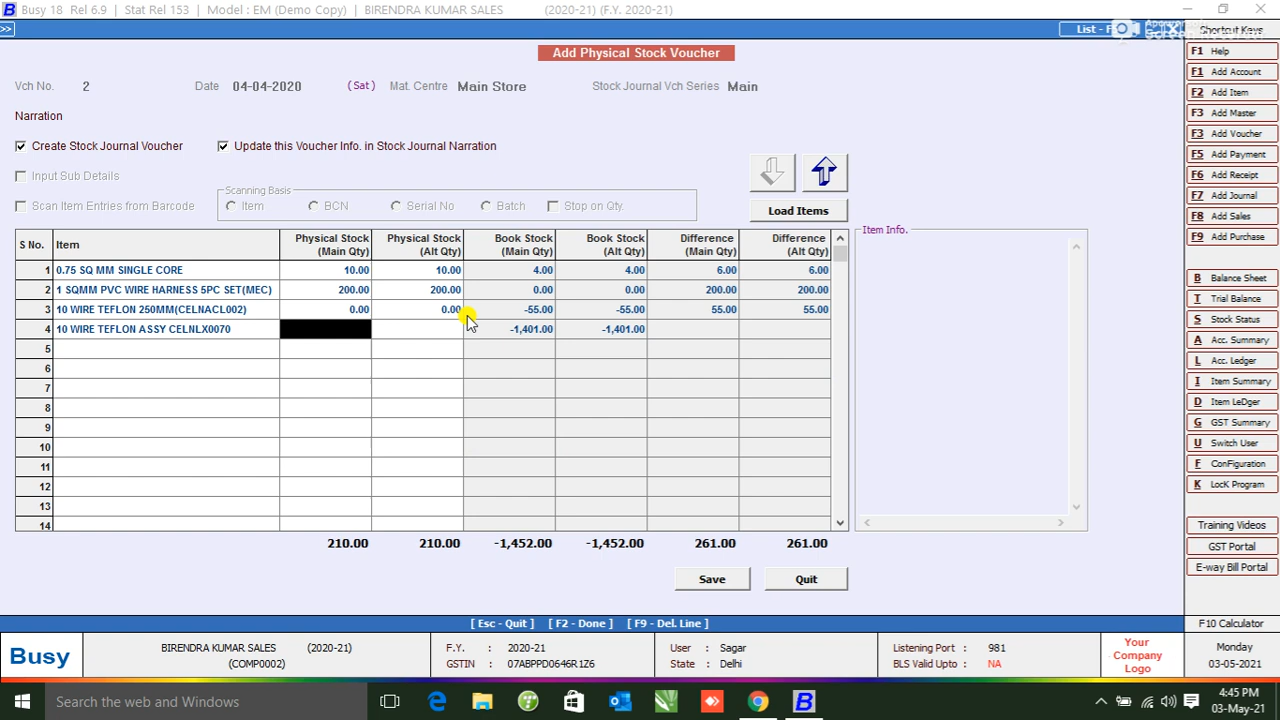 Busy 18 Rel 6.9 | Stat Rel 153 | Model : EM (Demo Copy) | BIRENDRA KUMAR SALES (2020-21) (F.Y. 2020-21)
>>
Add Physical Stock Voucher
Shortcut Keys
Vch No. 2 Date 04-04-2020 (Sat) Mat. Centre Main Store Stock Journal Vch Series Main
Narration
Create Stock Journal Voucher Update this Voucher Info. in Stock Journal Narration
Input Sub Details
Scanning Basis
Scan Item Entries from Barcode Item BCN Serial No Stop on Qty.
Load Items
Item Info.
S No. Item Physical Stock (Main Qty) Physical Stock (Alt Qty) Book Stock (Main Qty) Book Stock (Alt Qty) Difference (Main Qty) Difference (Alt Qty)
1 0.75 SQ MM SINGLE CORE 10.00 10.00 4.00 4.00 6.00 6.00
2 1 SQMM PVC WIRE HARNESS 5PC SET(MEC) 200.00 200.00 0.00 0.00 200.00 200.00
3 10 WIRE TEFLON 250MM(CELNACL002) 0.00 0.00 -55.00 -55.00 55.00 55.00
4 10 WIRE TEFLON ASSY CELNLX0070 -1,401.00 -1,401.00
5
6
7
8
9
10
11
12
13
14
210.00 210.00 -1,452.00 -1,452.00 261.00 261.00
Save Quit
[ Esc - Quit ] [ F2 - Done ] [ F9 - Del. Line ]
F1 Help
F1 Add Account
F2 Add Item
F3 Add Master
F3 Add Voucher
F5 Add Payment
F6 Add Receipt
F7 Add Journal
F8 Add Sales
F9 Add Purchase
B Balance Sheet
T Trial Balance
S Stock Status
A Acc. Summary
L Acc. Ledger
I Item Summary
D Item LeDger
G GST Summary
U Switch User
F ConFiguration
K LocK Program
Training Videos
GST Portal
E-way Bill Portal
F10 Calculator
Busy
BIRENDRA KUMAR SALES (2020-21)
(COMP0002)
F.Y. : 2020-21
GSTIN : 07ABPPD0646R1Z6
User : Sagar
State : Delhi
Listening Port : 981
BLS Valid Upto : NA
Your
Company
Logo
Monday
03-05-2021
Search the web and Windows
4:45 PM
03-May-21